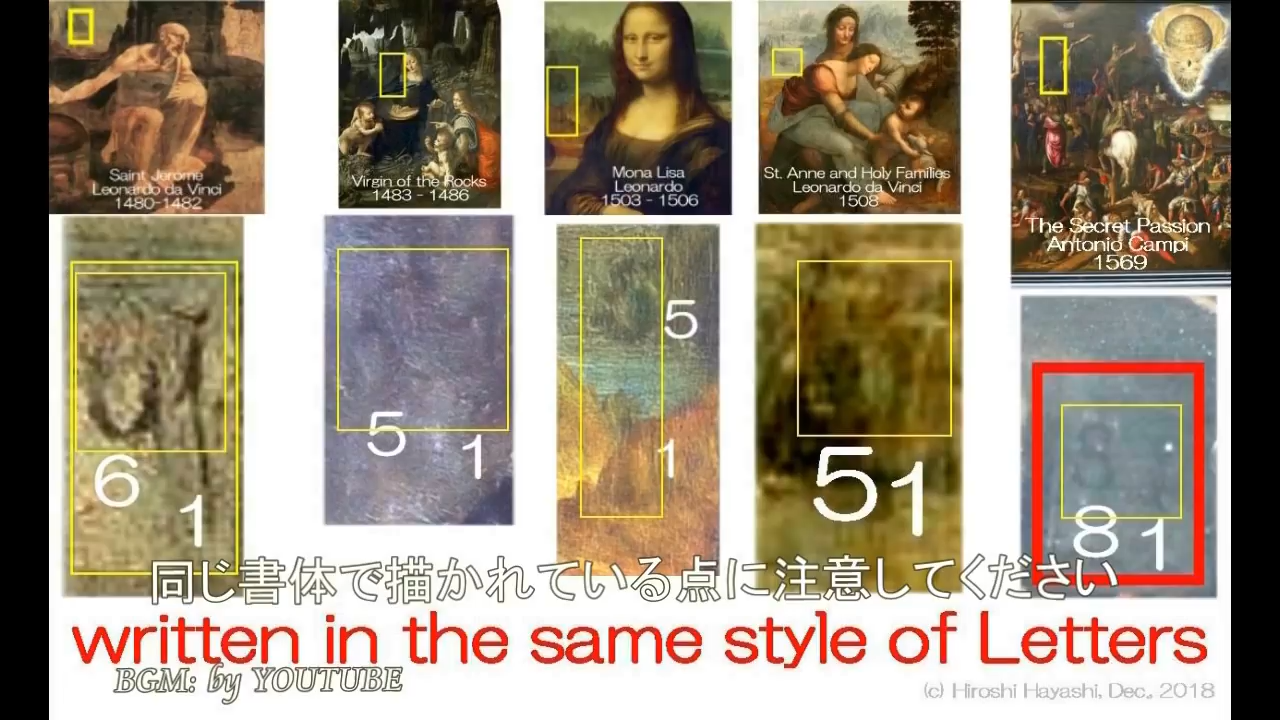 Saint Jerome
Leonardo da Vinci
1480-1482
Virgin of the Rocks
1483 - 1486
Mona Lisa
Leonardo
1503 - 1506
St. Anne and Holy Families
Leonardo da Vinci
1508
The Secret Passion
Antonio Campi
1569
6
1
5
1
5
1
51
81
同じ書体で描かれている点に注意してください
written in the same style of Letters
BGM: by YOUTUBE
(c) Hiroshi Hayashi, Dec. 2018